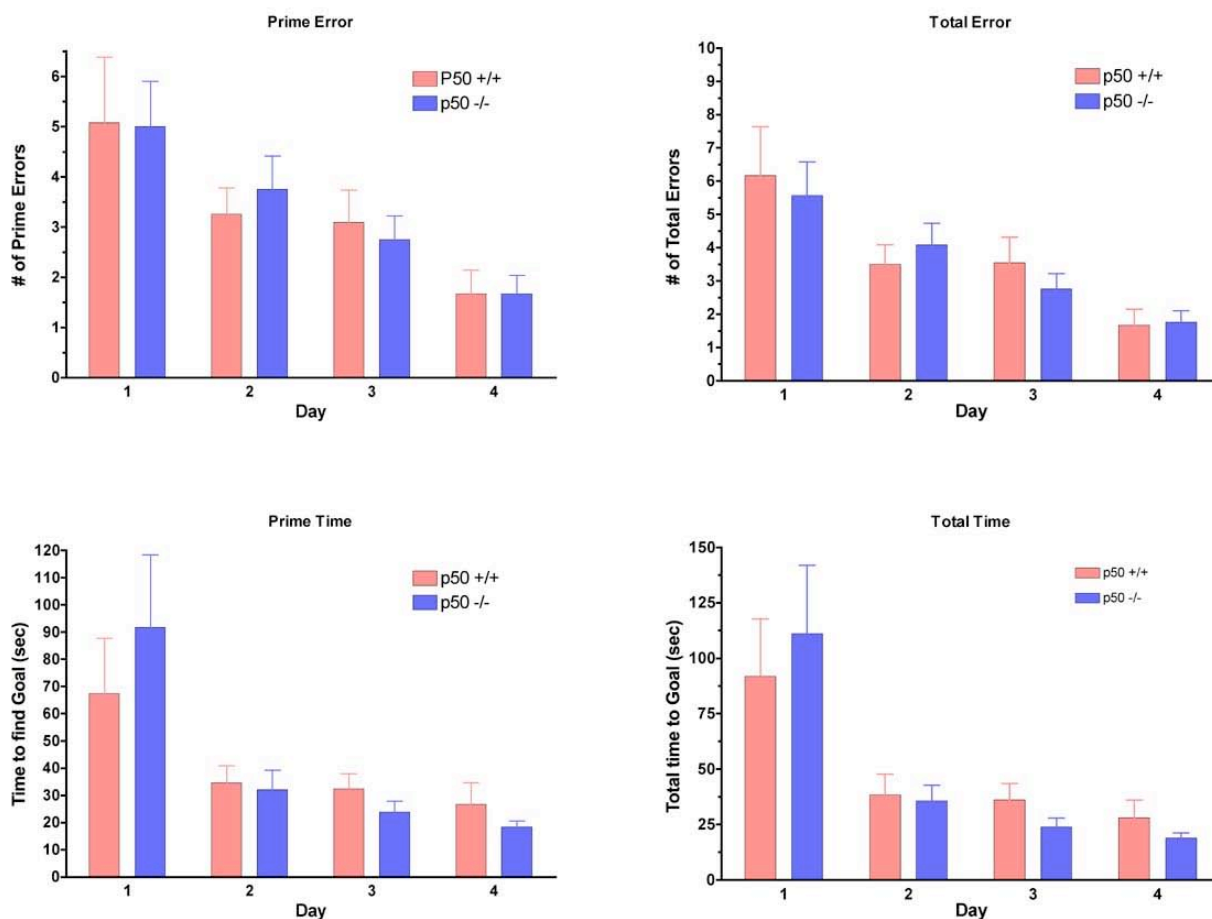 Prime Error
# of Prime Errors
6
5
4
3
2
1
0
P50 +/+
p50 -/-
1 2 3 4
Day
Total Error
# of Total Errors
10
9
8
7
6
5
4
3
2
1
0
p50 +/+
p50 -/-
1 2 3 4
Day
Prime Time
Time to find Goal (sec)
120
110
100
90
80
70
60
50
40
30
20
10
0
p50 +/+
p50 -/-
1 2 3 4
Day
Total Time
Total time to Goal (sec)
150
125
100
75
50
25
0
p50 +/+
p50 -/-
1 2 3 4
Day